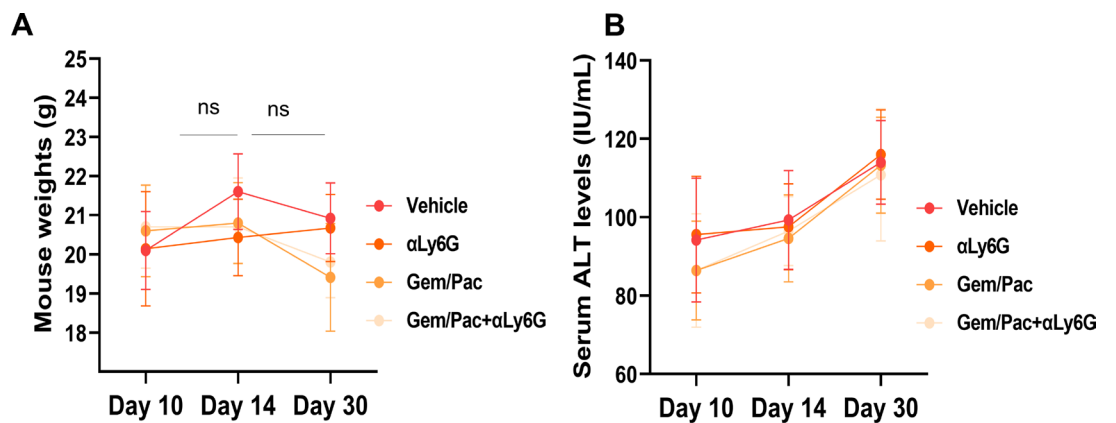 A
Mouse weights (g)
25
24
23
22
21
20
19
18
ns
ns
Day 10
Day 14
Day 30
Vehicle
αLy6G
Gem/Pac
Gem/Pac+αLy6G
B
Serum ALT levels (IU/mL)
140
120
100
80
60
Day 10
Day 14
Day 30
Vehicle
αLy6G
Gem/Pac
Gem/Pac+αLy6G